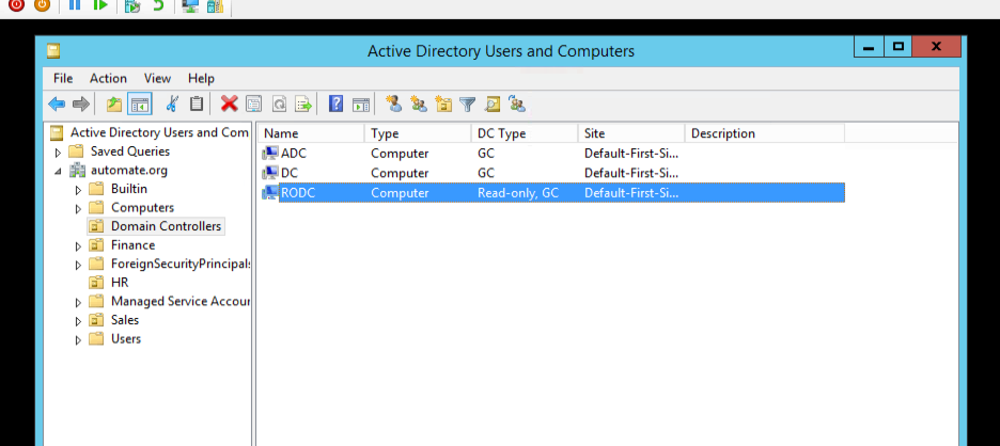 Active Directory Users and Computers
File Action View Help
Active Directory Users and Com
Saved Queries
automate.org
Builtin
Computers
Domain Controllers
Finance
ForeignSecurityPrincipals
HR
Managed Service Accour
Sales
Users
Name Type DC Type Site Description
ADC Computer GC Default-First-Si...
DC Computer GC Default-First-Si...
RODC Computer Read-only, GC Default-First-Si...